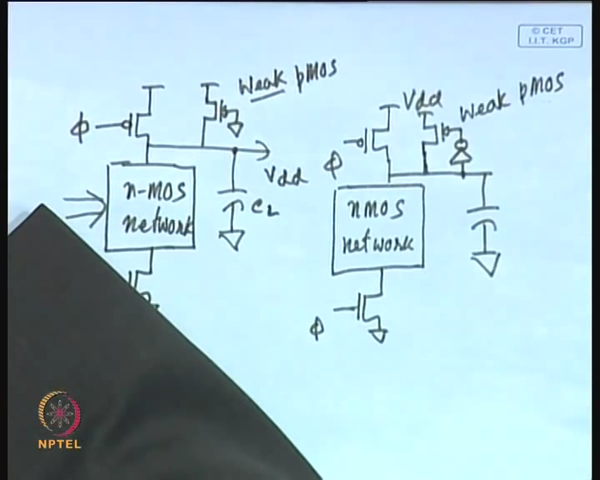 © CET
I.I.T. KGP
Weak pMOS
Φ
Vdd
n-MOS
network
CL
Vdd
Weak pMOS
Φ
nMOS
network
Φ
NPTEL